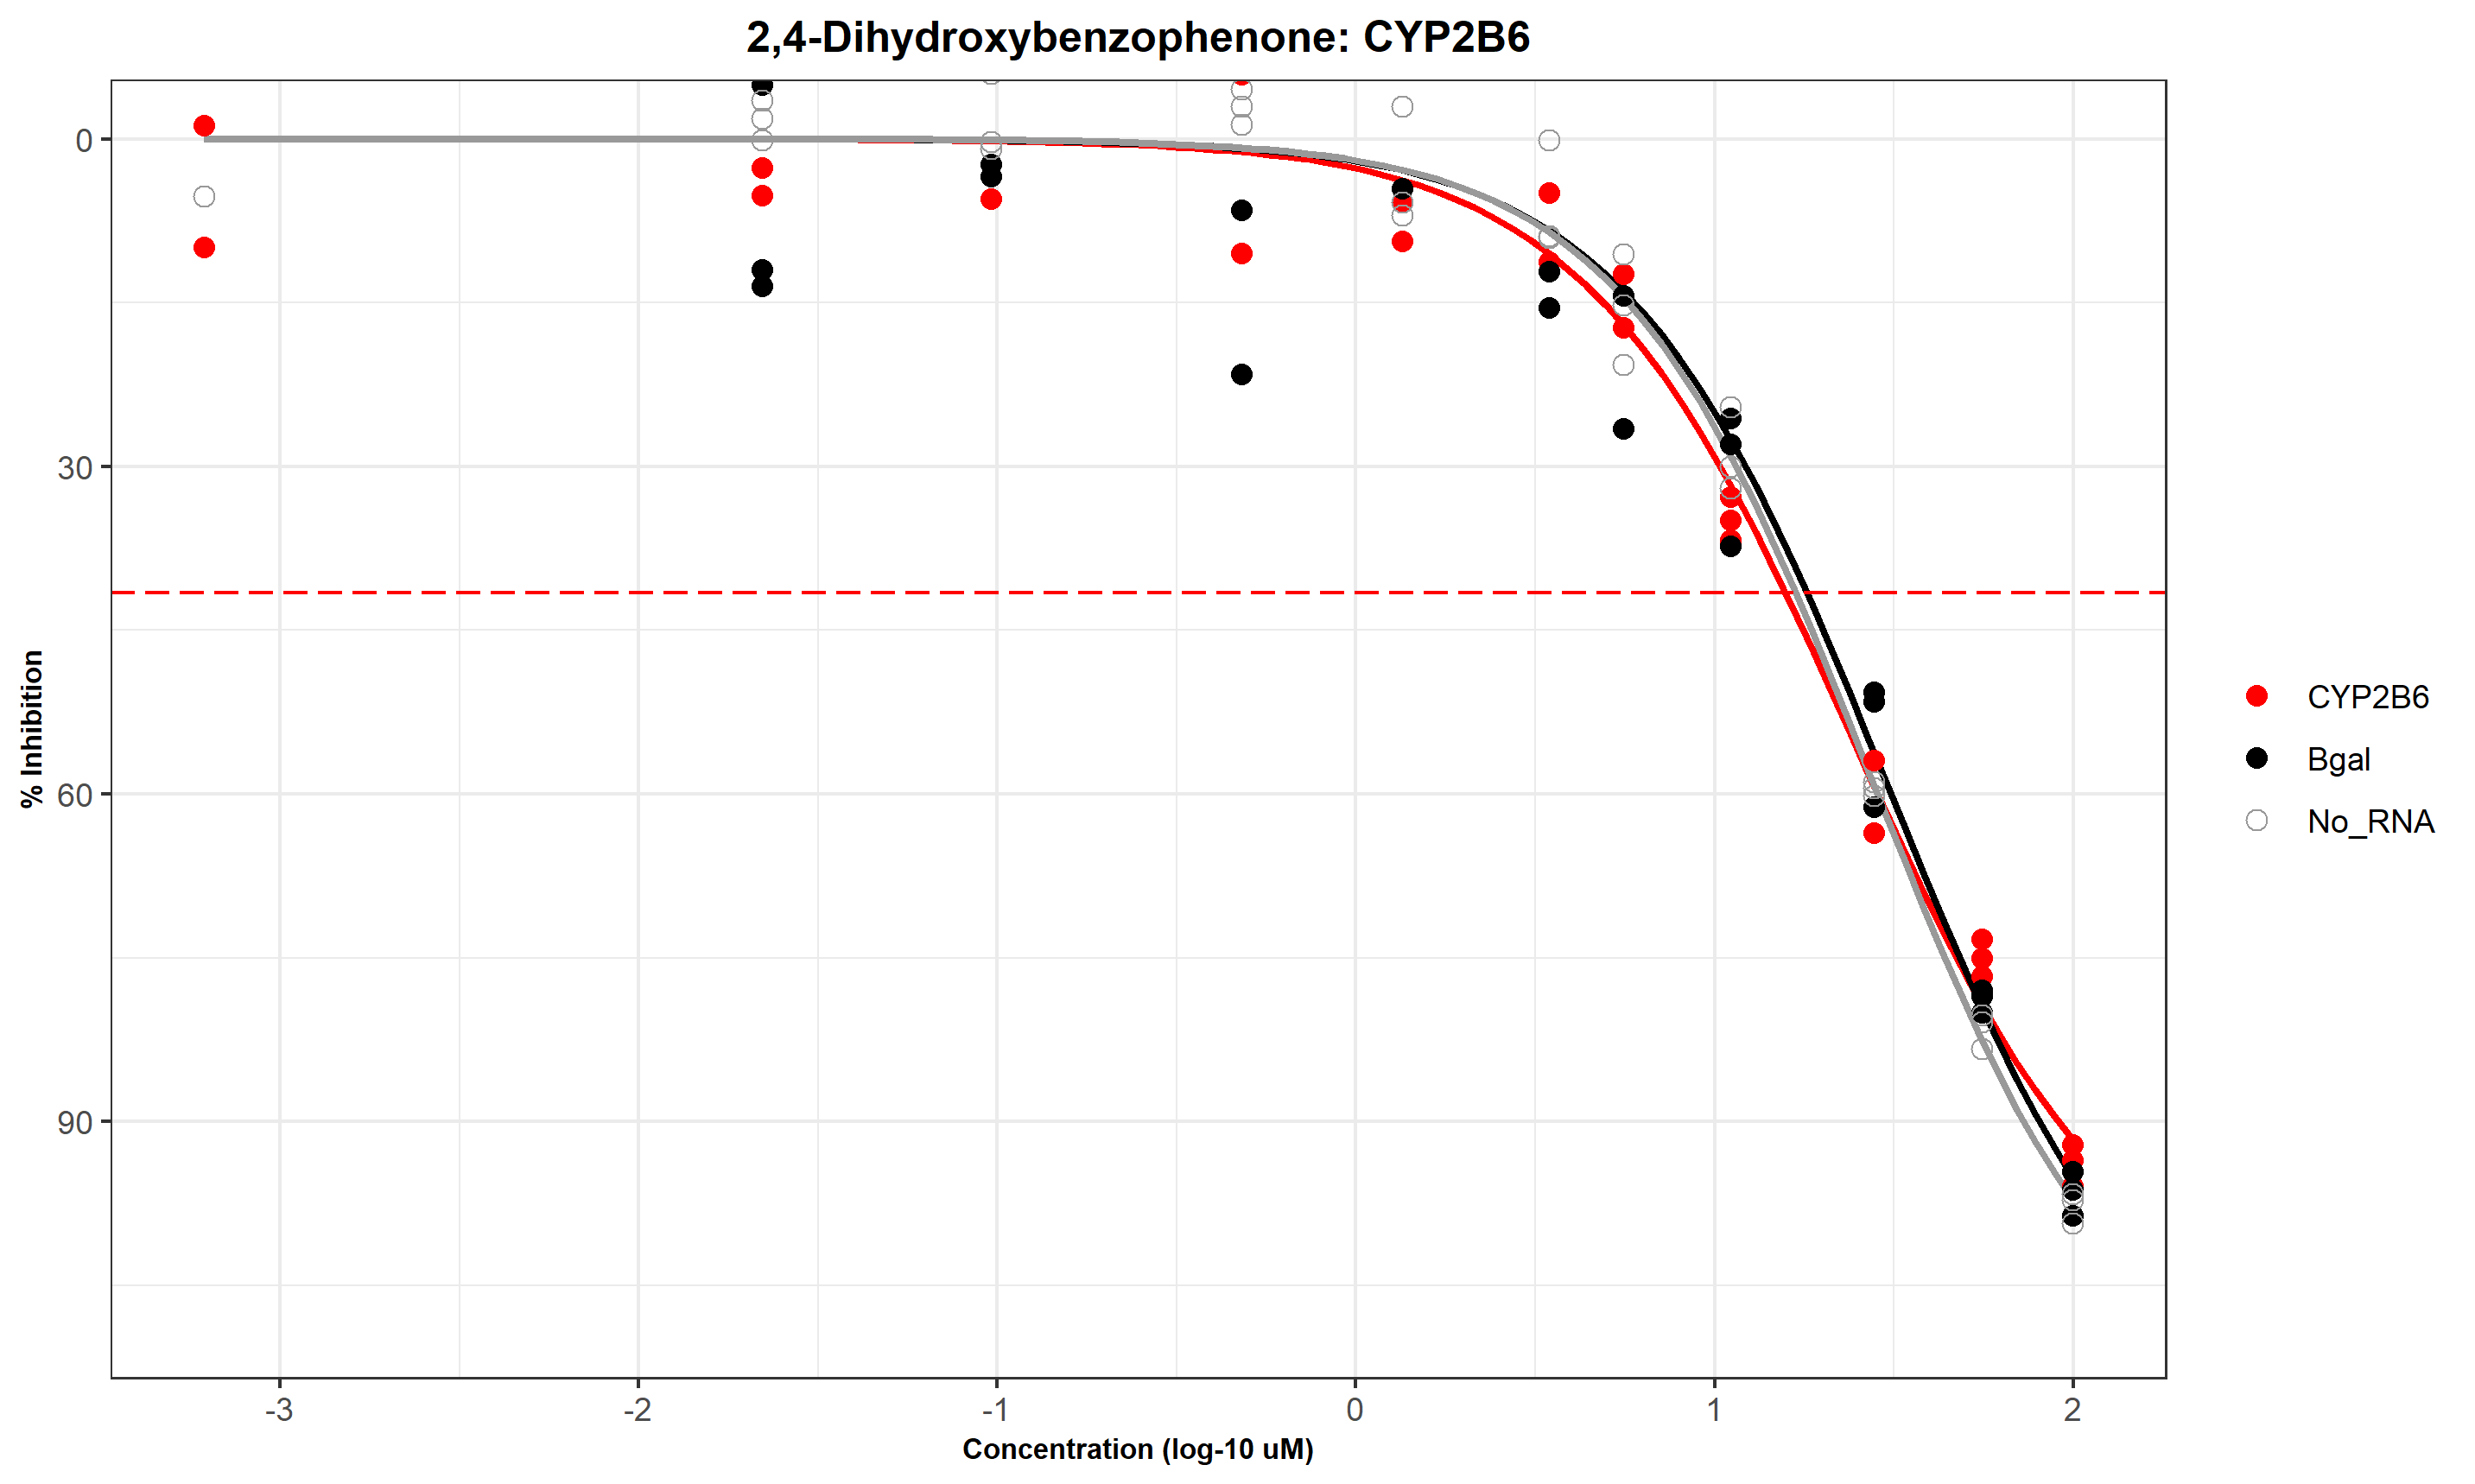 2,4-Dihydroxybenzophenone: CYP2B6
0
30
60
90
% Inhibition
-3
-2
-1
0
1
2
Concentration (log-10 uM)
CYP2B6
Bgal
No_RNA